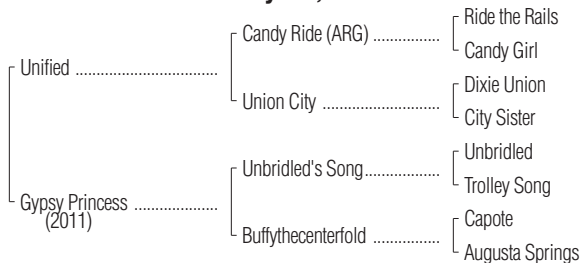 Ride the Rails
Candy Ride (ARG) ................
Candy Girl
Unified ..................................
Dixie Union
Union City ............................
City Sister
Unbridled
Unbridled's Song..................
Trolley Song
Gypsy Princess ....................
(2011)
Capote
Buffythecenterfold ................
Augusta Springs